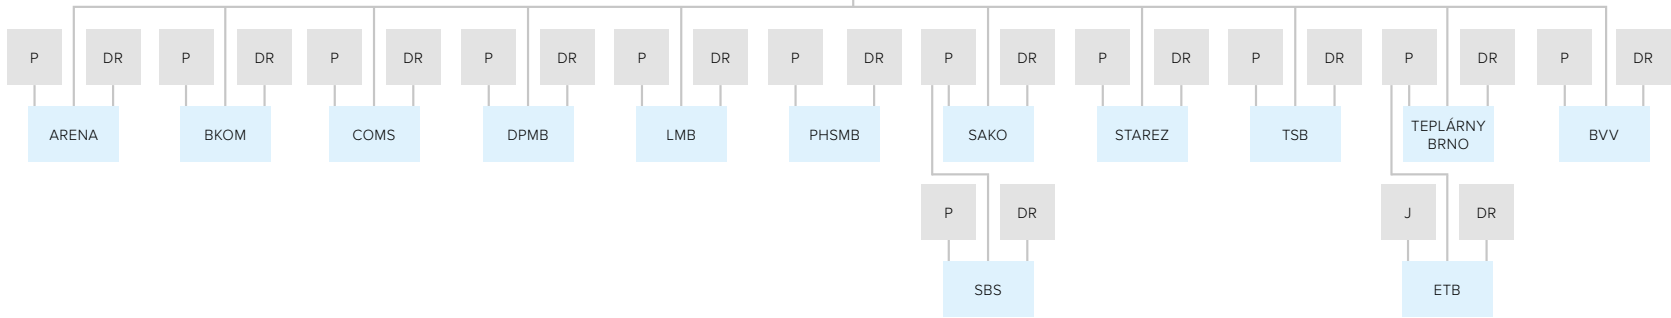 P DR P DR P DR P DR P DR P DR P DR P DR P DR P DR P DR
ARENA BKOM COMS DPMB LMB PHSMB SAKO STAREZ TSB TEPLÁRNY BVV
BRNO
P DR J DR
SBS ETB